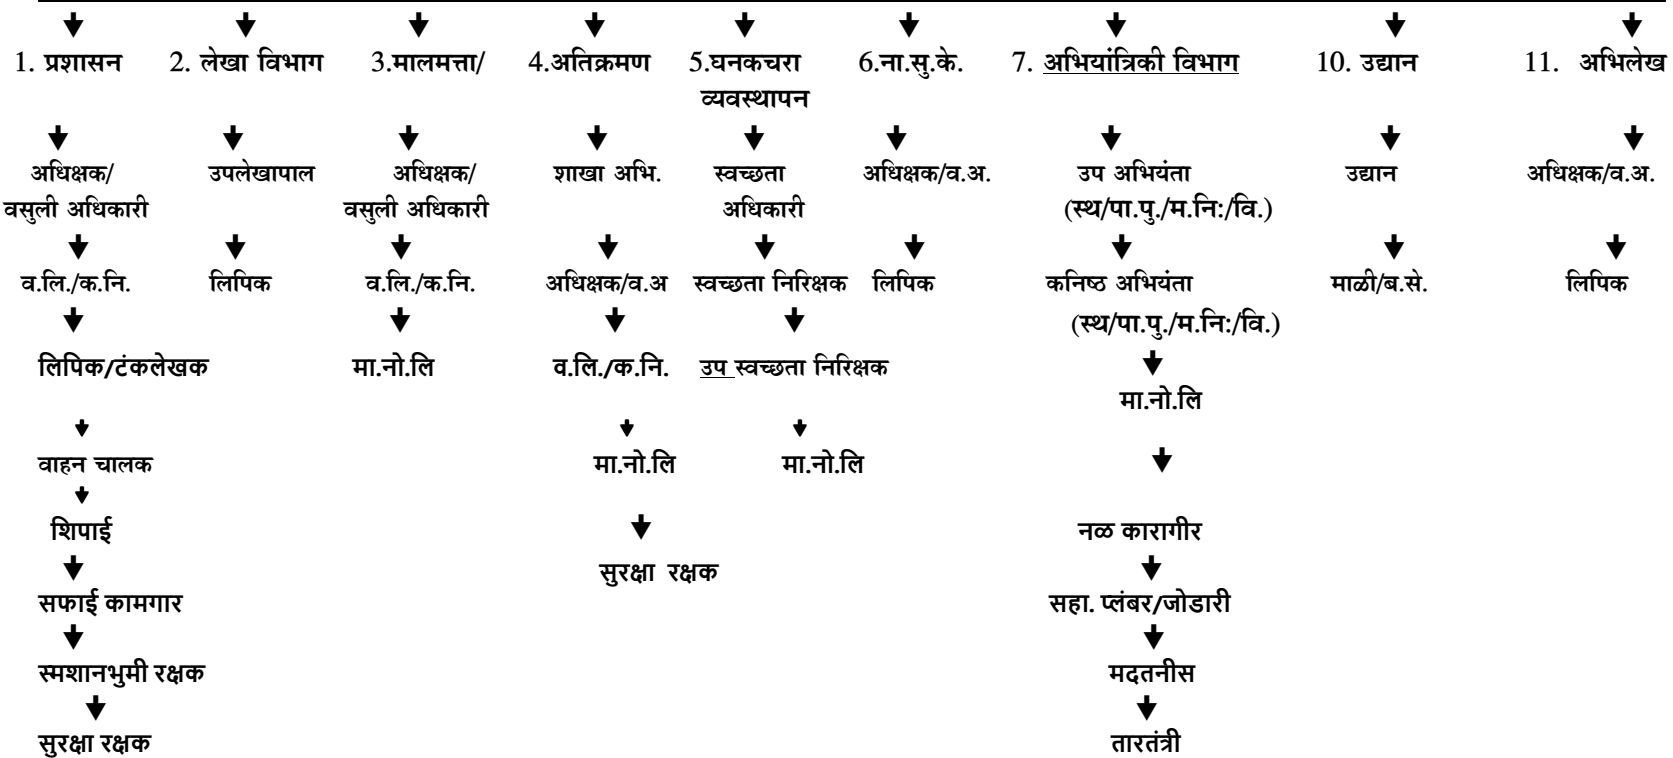 1. प्रशासन 2. लेखा विभाग 3.मालमत्ता/ 4.अतिक्रमण 5.घनकचरा 6.ना.सु.के. 7. अभियांत्रिकी विभाग 10. उद्यान 11. अभिलेख
व्यवस्थापन
अधिक्षक/ उपलेखापाल अधिक्षक/ शाखा अभि. स्वच्छता अधिक्षक/व.अ. उप अभियंता उद्यान अधिक्षक/व.अ.
वसुली अधिकारी वसुली अधिकारी अधिकारी (स्थ/पा.पु./म.नि:/वि.)
व.लि./क.नि. लिपिक व.लि./क.नि. अधिक्षक/व.अ स्वच्छता निरिक्षक लिपिक कनिष्ठ अभियंता माळी/ब.से. लिपिक
(स्थ/पा.पु./म.नि:/वि.)
लिपिक/टंकलेखक मा.नो.लि व.लि./क.नि. उप स्वच्छता निरिक्षक
मा.नो.लि
वाहन चालक मा.नो.लि मा.नो.लि
शिपाई नळ कारागीर
सुरक्षा रक्षक
सफाई कामगार सहा. प्लंबर/जोडारी
स्मशानभुमी रक्षक मदतनीस
सुरक्षा रक्षक तारतंत्री